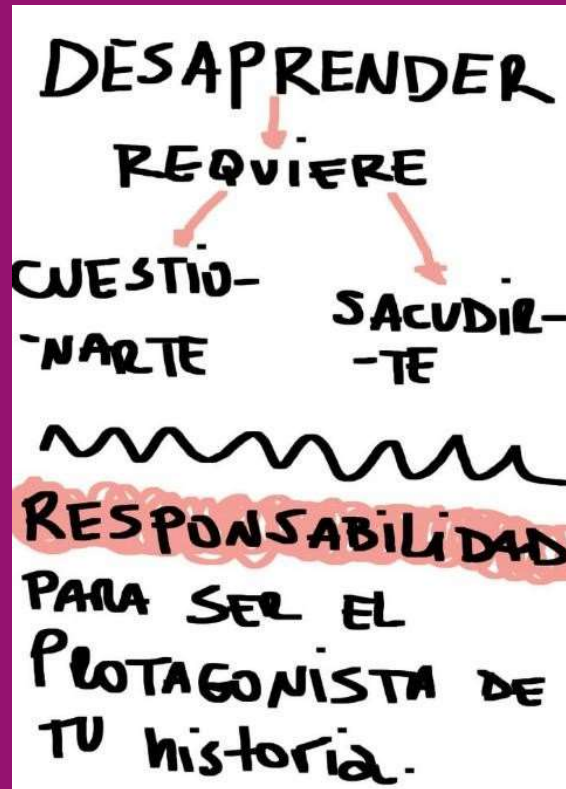 DESAPRENDER
REQUIERE
CUESTIO-
-NARTE
SACUDIR-
-TE
RESPONSABILIDAD
PARA SER EL
PROTAGONISTA DE
TU historia.